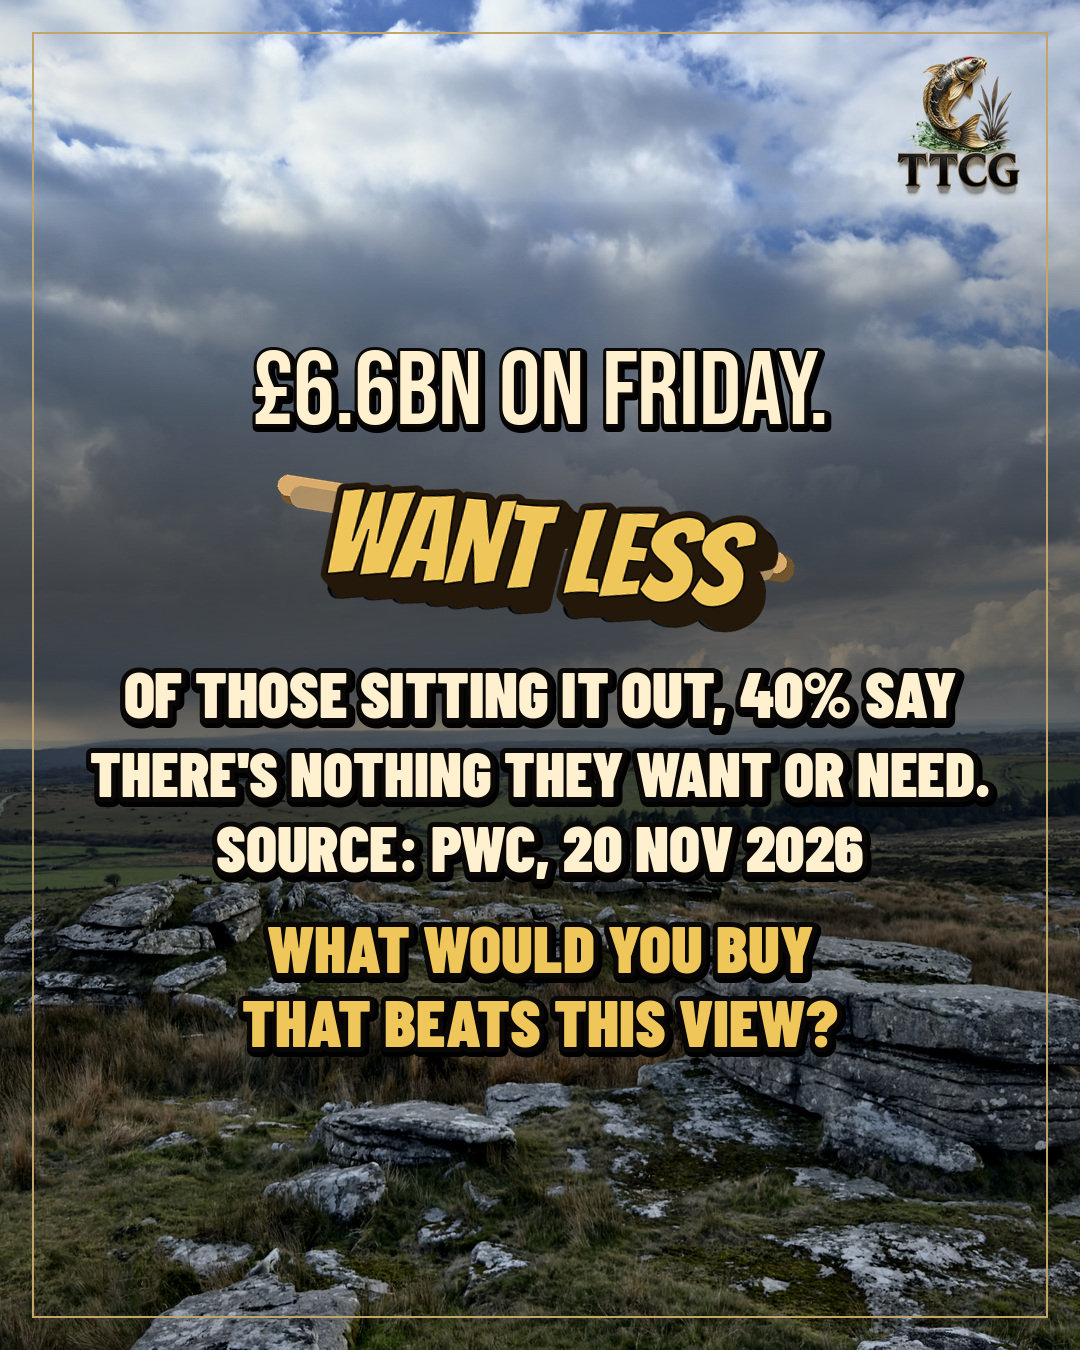 TTCG
£6.6BN ON FRIDAY.
WANT LESS
OF THOSE SITTING IT OUT, 40% SAY
THERE'S NOTHING THEY WANT OR NEED.
SOURCE: PWC, 20 NOV 2026
WHAT WOULD YOU BUY
THAT BEATS THIS VIEW?